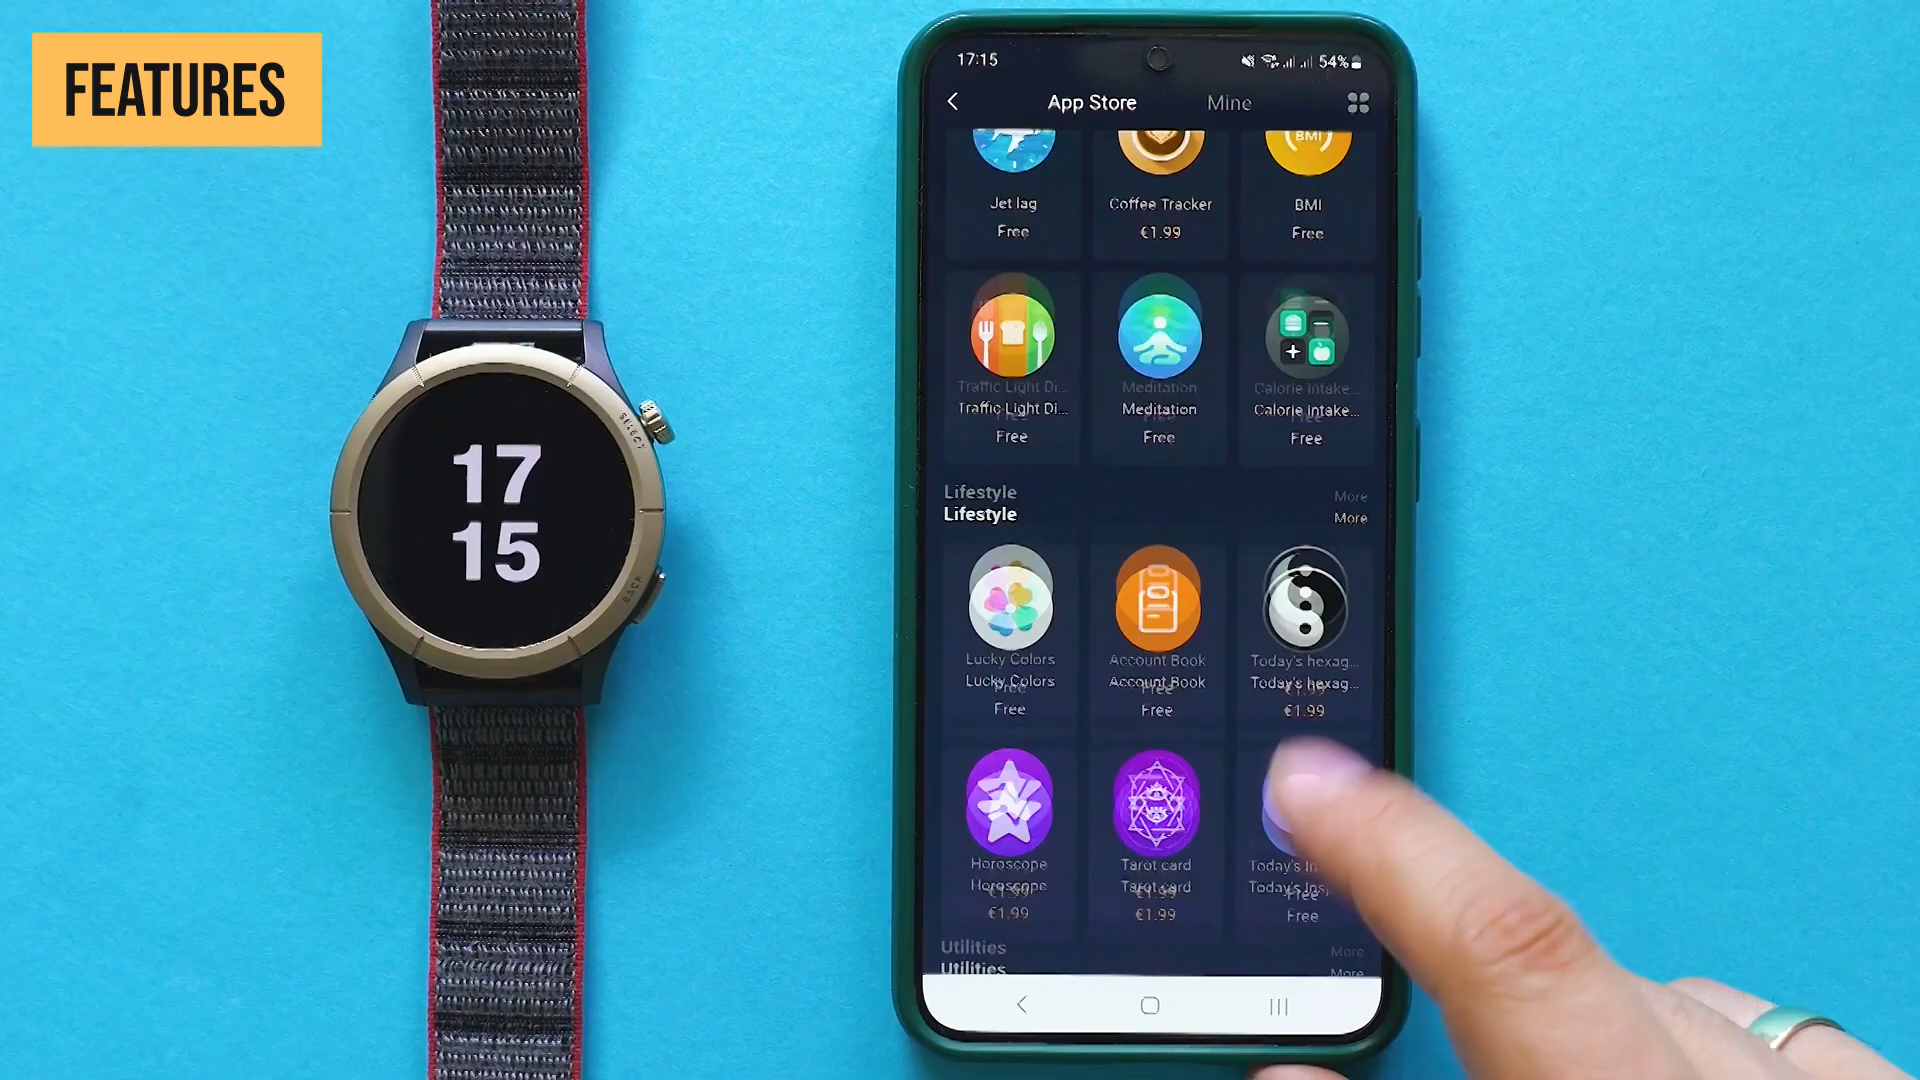 FEATURES
17
15
SELECT
BACK
17:15
54%
App Store
Mine
BMI
Jet lag
Coffee Tracker
BMI
Free
€1.99
Free
Traffic Light Di...
Meditation
Calorie Intake...
Free
Free
Free
Lifestyle
More
Lucky Colors
Account Book
Today's hexag...
Free
Free
€1.99
Horoscope
Tarot card
Today's Insp
€1.99
€1.99
Free
Utilities
More